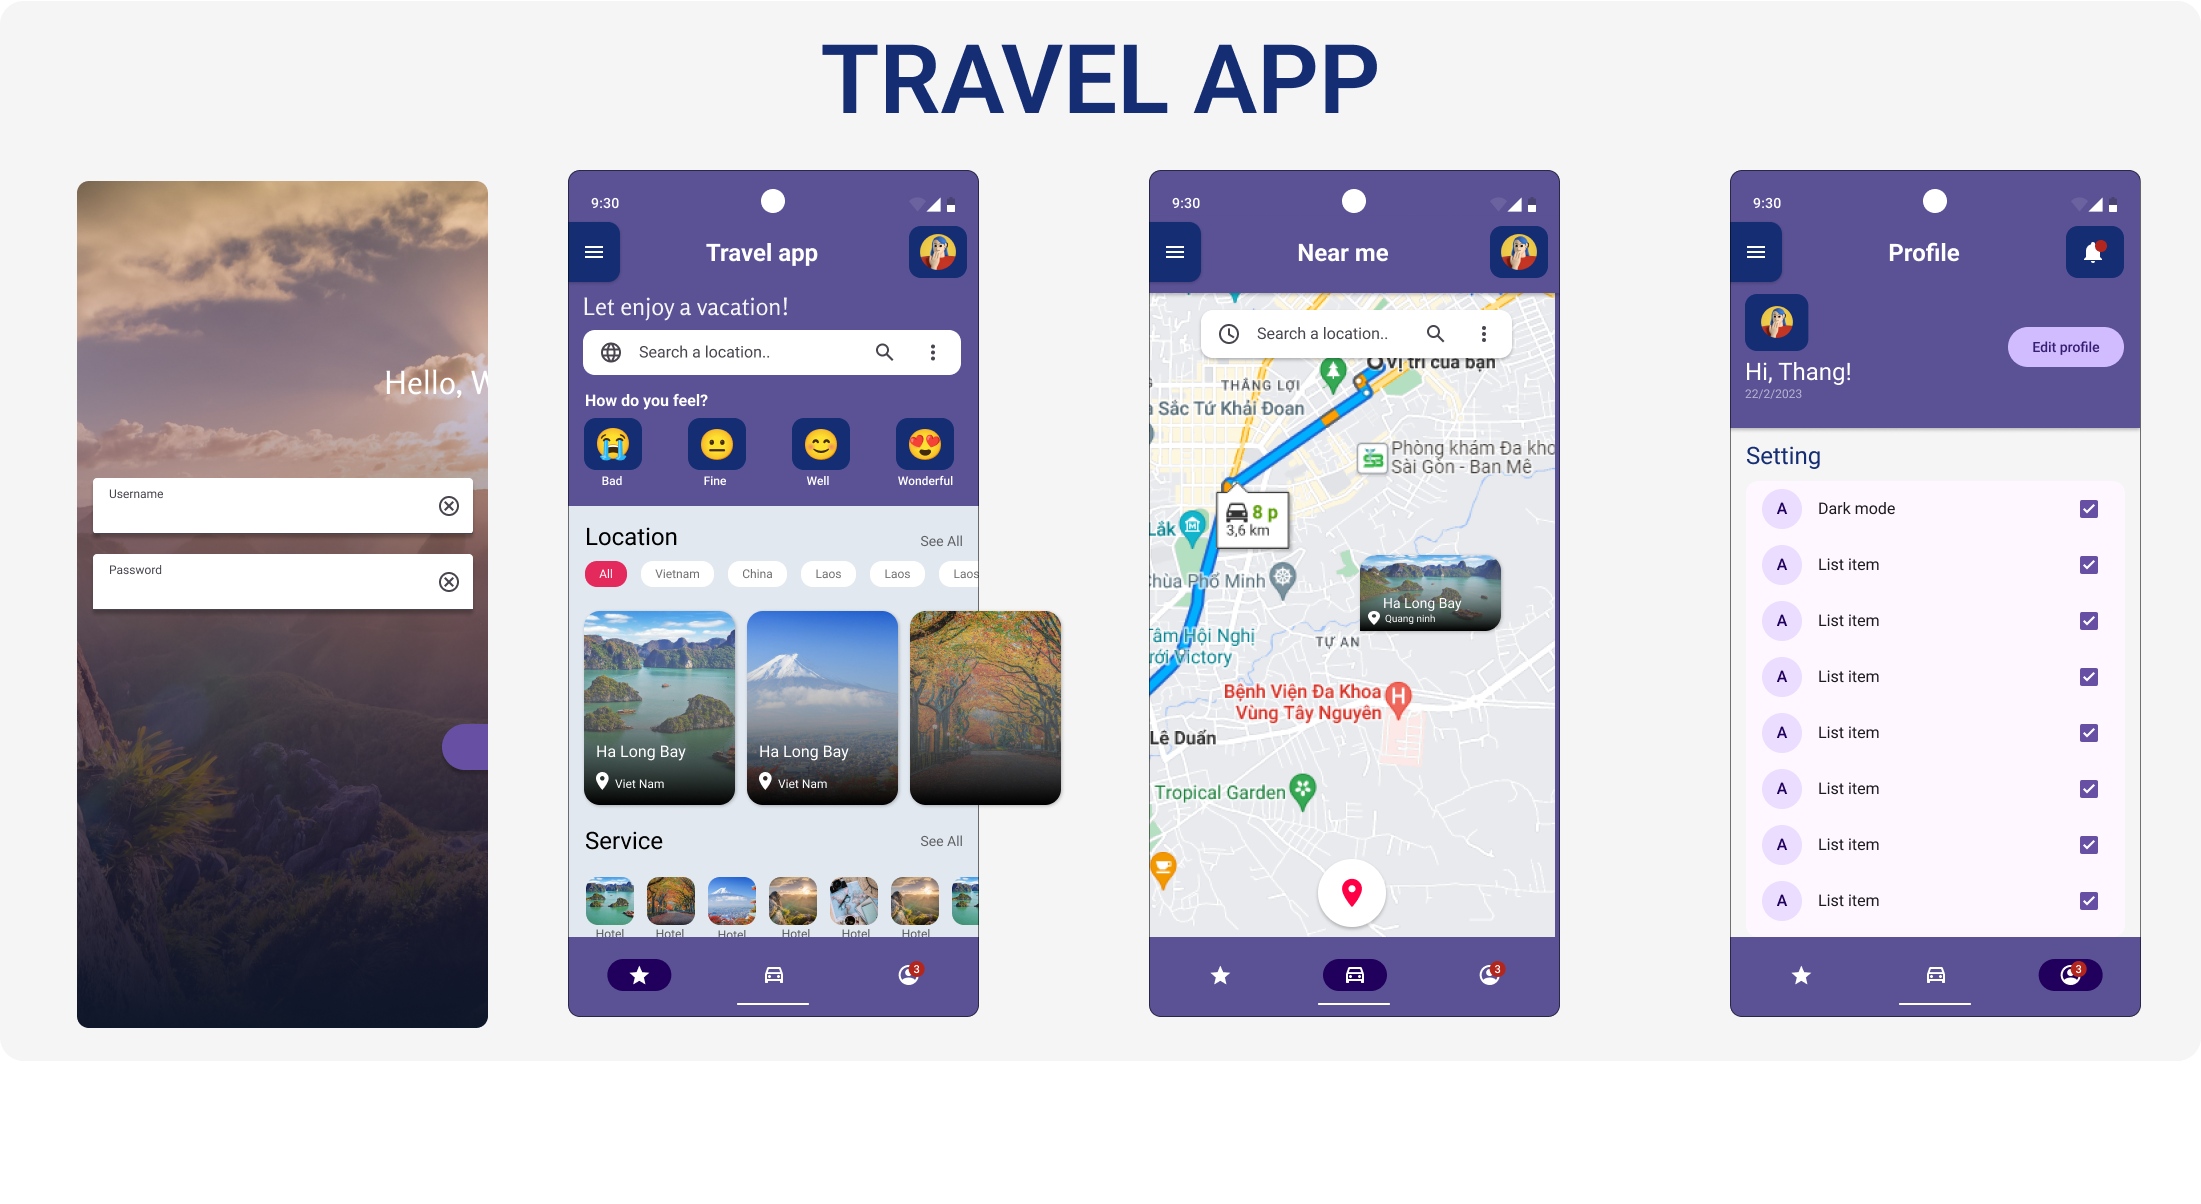 TRAVEL APP
Hello, W
Username
Password
9:30
Travel app
Let enjoy a vacation!
Search a location..
How do you feel?
Bad Fine Well Wonderful
Location See All
All Vietnam China Laos Laos Laos
Ha Long Bay
Viet Nam
Ha Long Bay
Viet Nam
Service See All
Hotel Hotel Hotel Hotel Hotel Hotel
3
9:30
Near me
Search a location..
Vị trí của bạn
THẮNG LỢI
Sắc Tứ Khải Đoan
Phòng khám Đa kho
Sài Gòn - Ban Mê
8 p
3,6 km
Lắk
M
Chùa Phổ Minh
Ha Long Bay
Quang ninh
TỰ AN
Tâm Hội Nghị
ưới Victory
Bệnh Viện Đa Khoa
Vùng Tây Nguyên
H
Lê Duẩn
Tropical Garden
3
9:30
Profile
Edit profile
Hi, Thang!
22/2/2023
Setting
A Dark mode
A List item
A List item
A List item
A List item
A List item
A List item
A List item
3